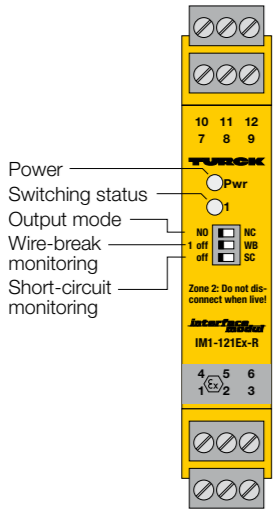 10 11 12
7 8 9
TURCK
Power
Pwr
Switching status
1
Output mode
NO NC
Wire-break monitoring
1 off WB
Short-circuit monitoring
off SC
Zone 2: Do not dis-
connect when live!
interface
modul
IM1-121Ex-R
4 5 6
Ex
1 2 3